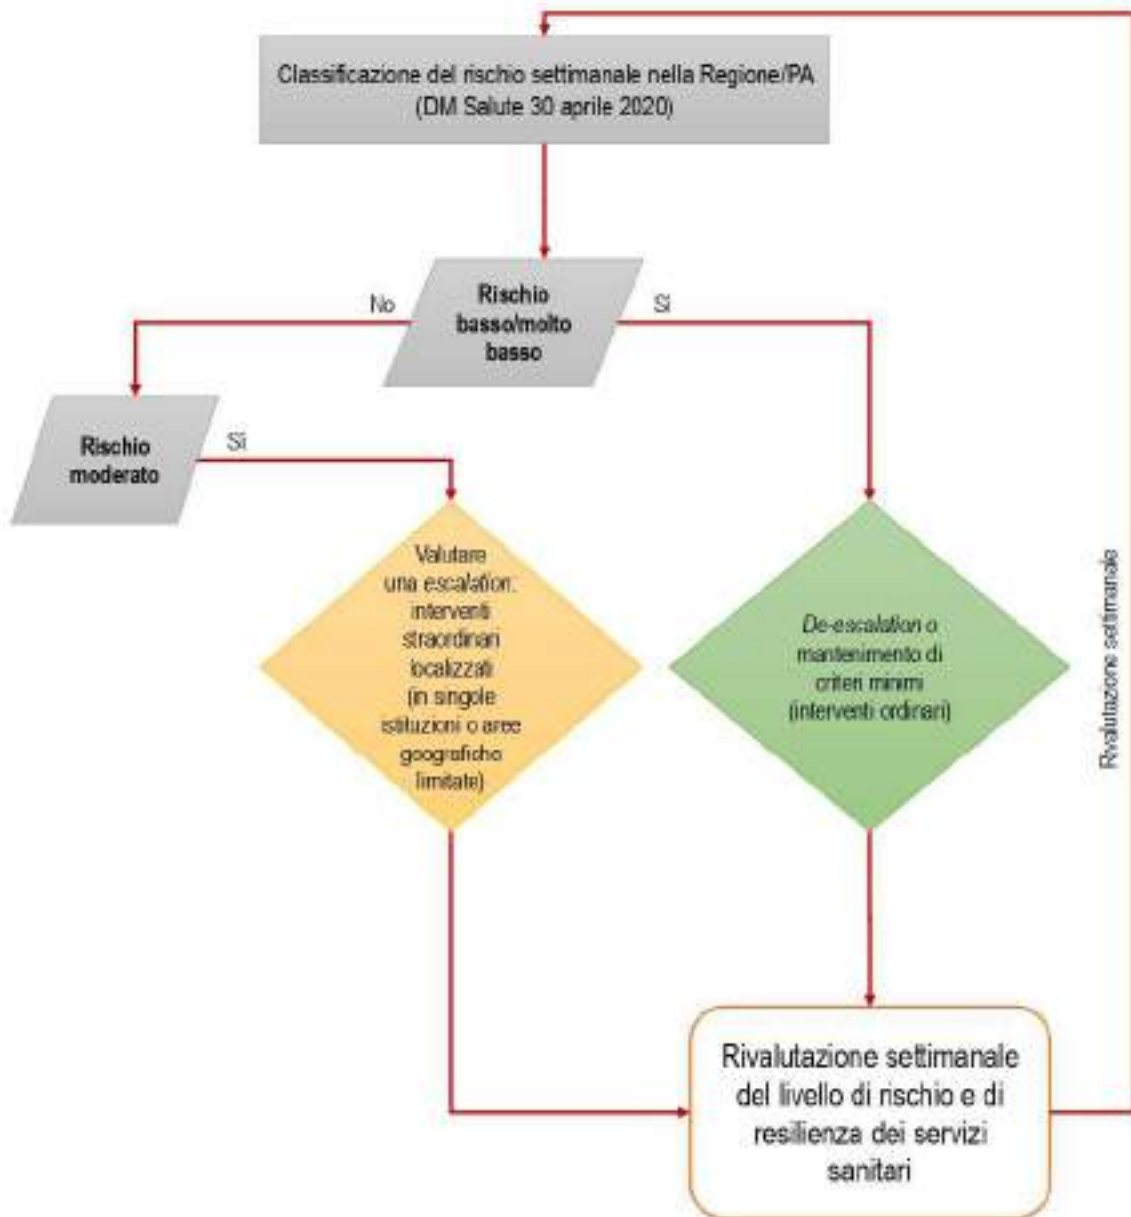 Classificazione del rischio settimanale nella Regione/PA
(DM Salute 30 aprile 2020)
Rischio
basso/molto
basso
No
Sì
Rischio
moderato
Sì
Valutare
una escalation:
interventi
straordinari
localizzati
(in singole
istituzioni o aree
geografiche
limitate)
De-escalation o
mantenimento di
criteri minimi
(interventi ordinari)
Rivalutazione settimanale
Rivalutazione settimanale
del livello di rischio e di
resilienza dei servizi
sanitari